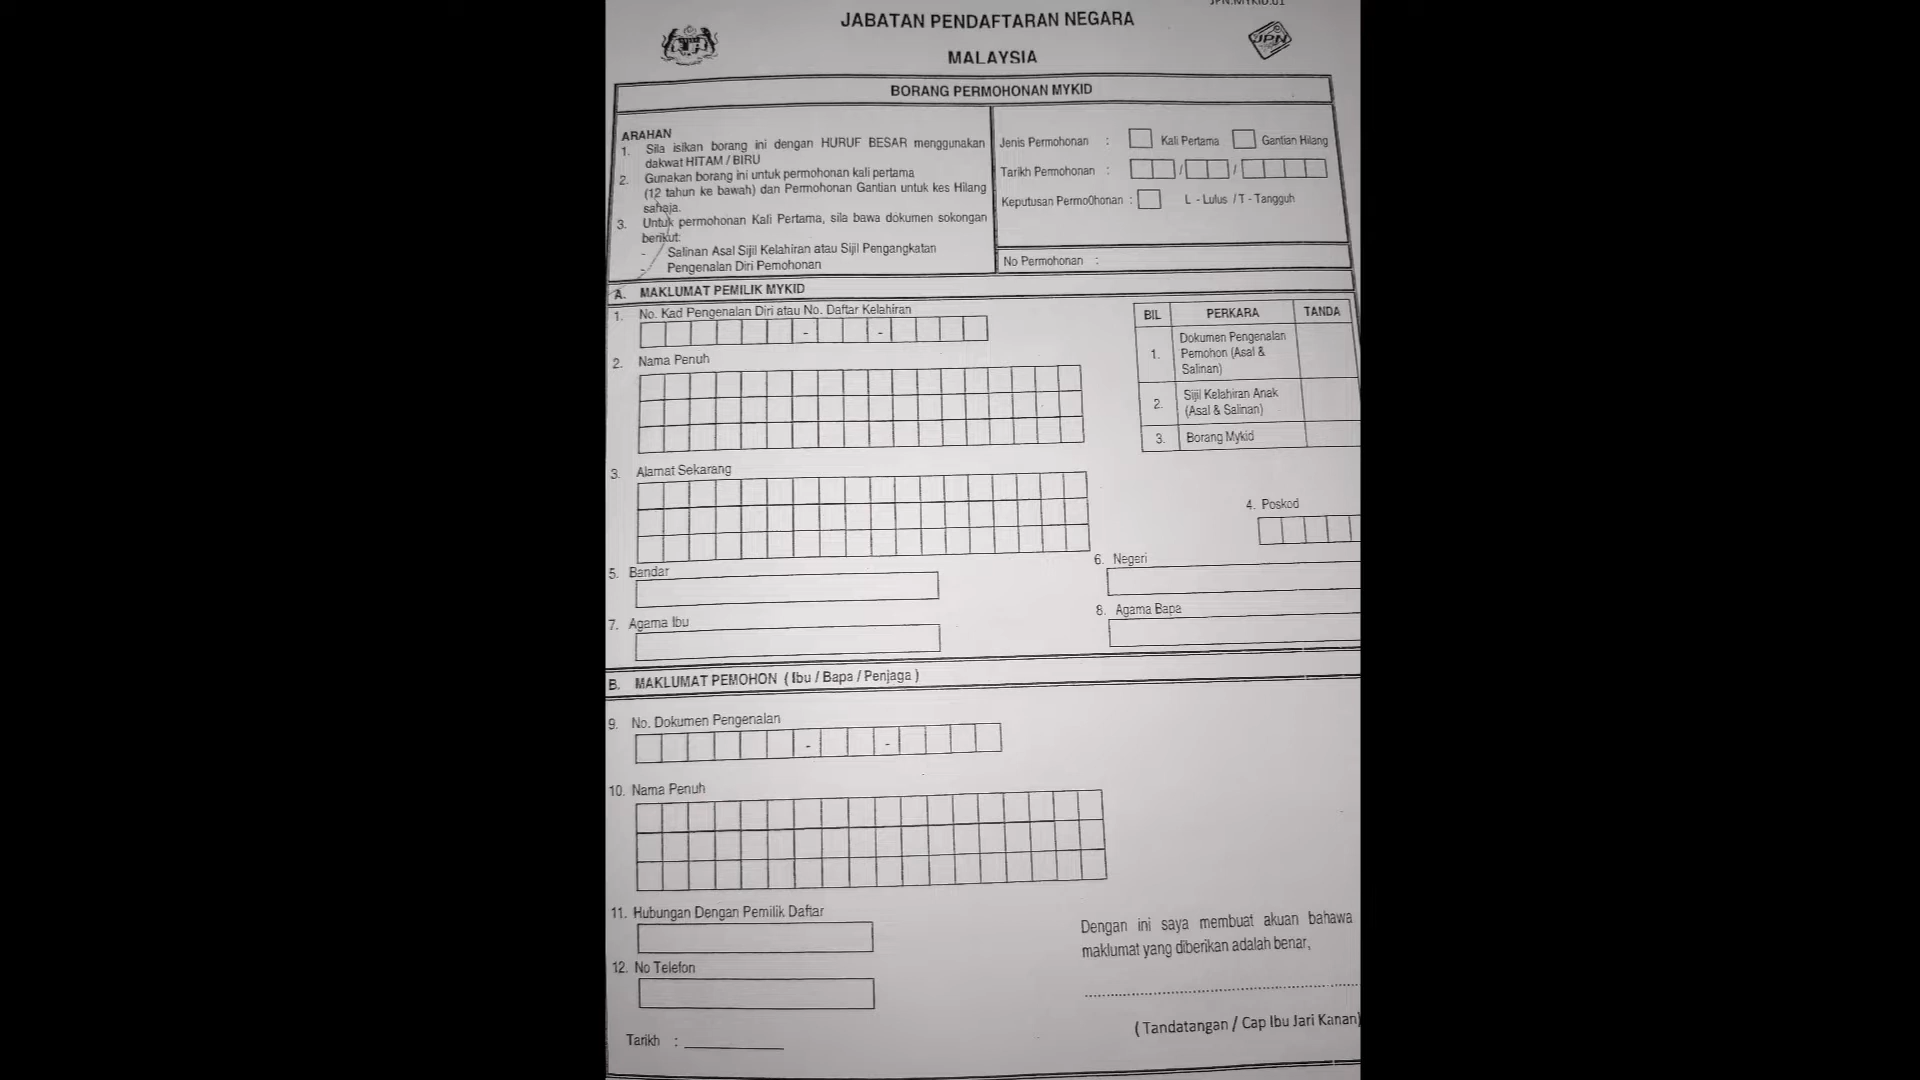 JPN.MYKID.01
JABATAN PENDAFTARAN NEGARA
MALAYSIA
JPN
BORANG PERMOHONAN MYKID
ARAHAN
1. Sila isikan borang ini dengan HURUF BESAR menggunakan
dakwat HITAM / BIRU
2. Gunakan borang ini untuk permohonan kali pertama
(12 tahun ke bawah) dan Permohonan Gantian untuk kes Hilang
sahaja.
3. Untuk permohonan Kali Pertama, sila bawa dokumen sokongan
berikut:
- Salinan Asal Sijil Kelahiran atau Sijil Pengangkatan
- Pengenalan Diri Pemohonan
Jenis Permohonan : Kali Pertama Gantian Hilang
Tarikh Permohonan : / /
Keputusan Permo0honan : L - Lulus / T - Tangguh
No Permohonan :
A. MAKLUMAT PEMILIK MYKID
1. No. Kad Pengenalan Diri atau No. Daftar Kelahiran
- -
BIL PERKARA TANDA
1. Dokumen Pengenalan
Pemohon (Asal &
Salinan)
2. Sijil Kelahiran Anak
(Asal & Salinan)
3. Borang Mykid
2. Nama Penuh
3. Alamat Sekarang
4. Poskod
5. Bandar
6. Negeri
7. Agama Ibu
8. Agama Bapa
B. MAKLUMAT PEMOHON ( Ibu / Bapa / Penjaga )
9. No. Dokumen Pengenalan
- -
10. Nama Penuh
11. Hubungan Dengan Pemilik Daftar
12. No Telefon
Dengan ini saya membuat akuan bahawa
maklumat yang diberikan adalah benar,
( Tandatangan / Cap Ibu Jari Kanan)
Tarikh :